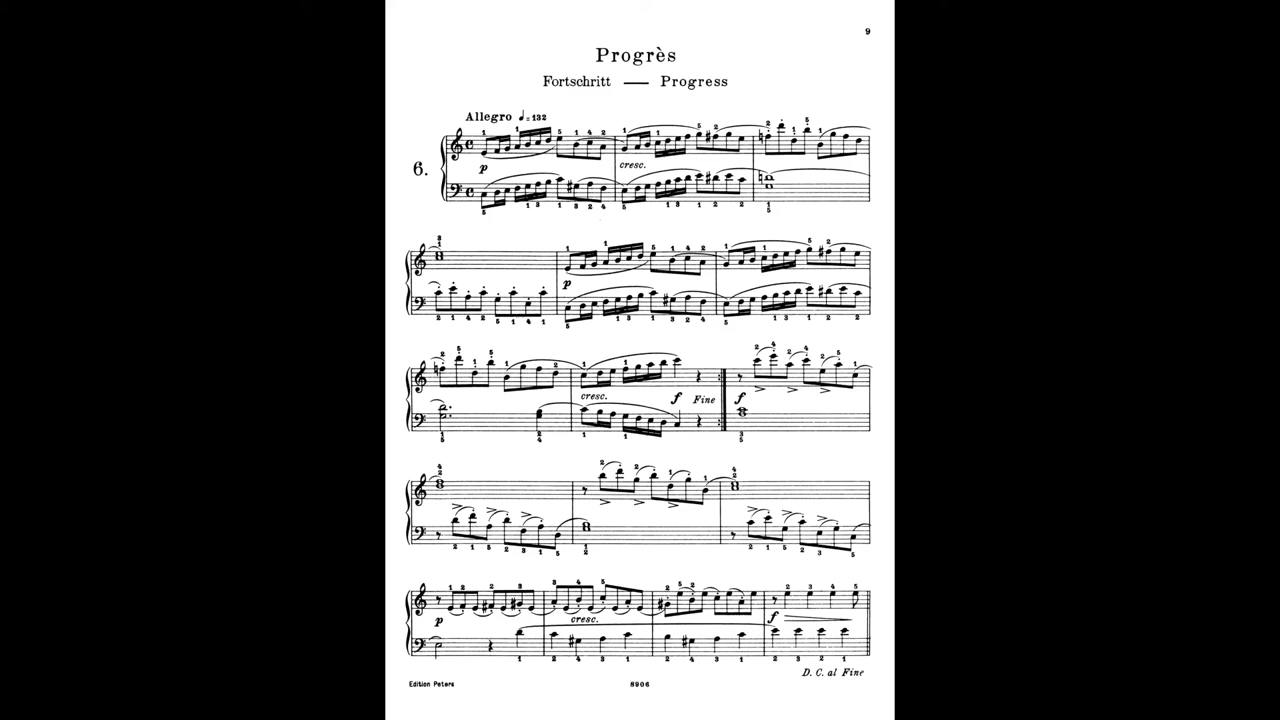 9
Progrès
Fortschritt — Progress
Allegro ♩= 132
6.
p
cresc.
p
cresc.
f
Fine
f
p
cresc.
f
D. C. al Fine
Edition Peters
8906